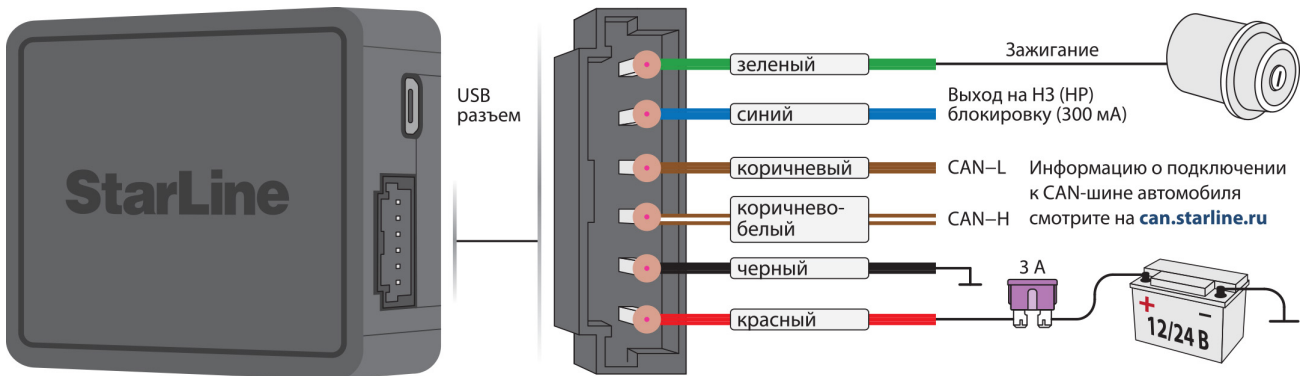 StarLine
USB
разъем
зеленый
Зажигание
синий
Выход на НЗ (НР)
блокировку (300 мА)
коричневый
CAN–L
Информацию о подключении
к CAN-шине автомобиля
смотрите на can.starline.ru
коричнево-
белый
CAN–H
черный
3 А
красный
+ –
12/24 В